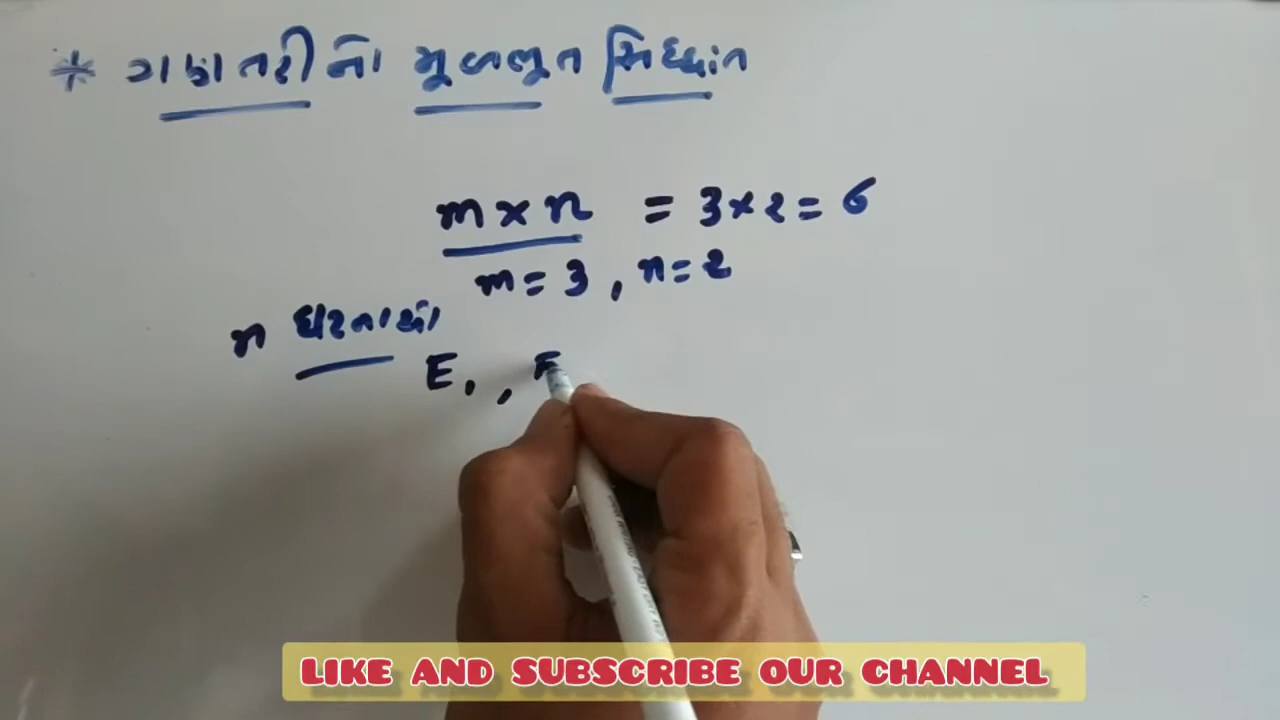 * ગણતરીનો મુળભુત સિધ્ધાંત
m × n = 3×2 = 6
m = 3 , n = 2
n ઘટનાઓ
E₁ , E
LIKE AND SUBSCRIBE OUR CHANNEL